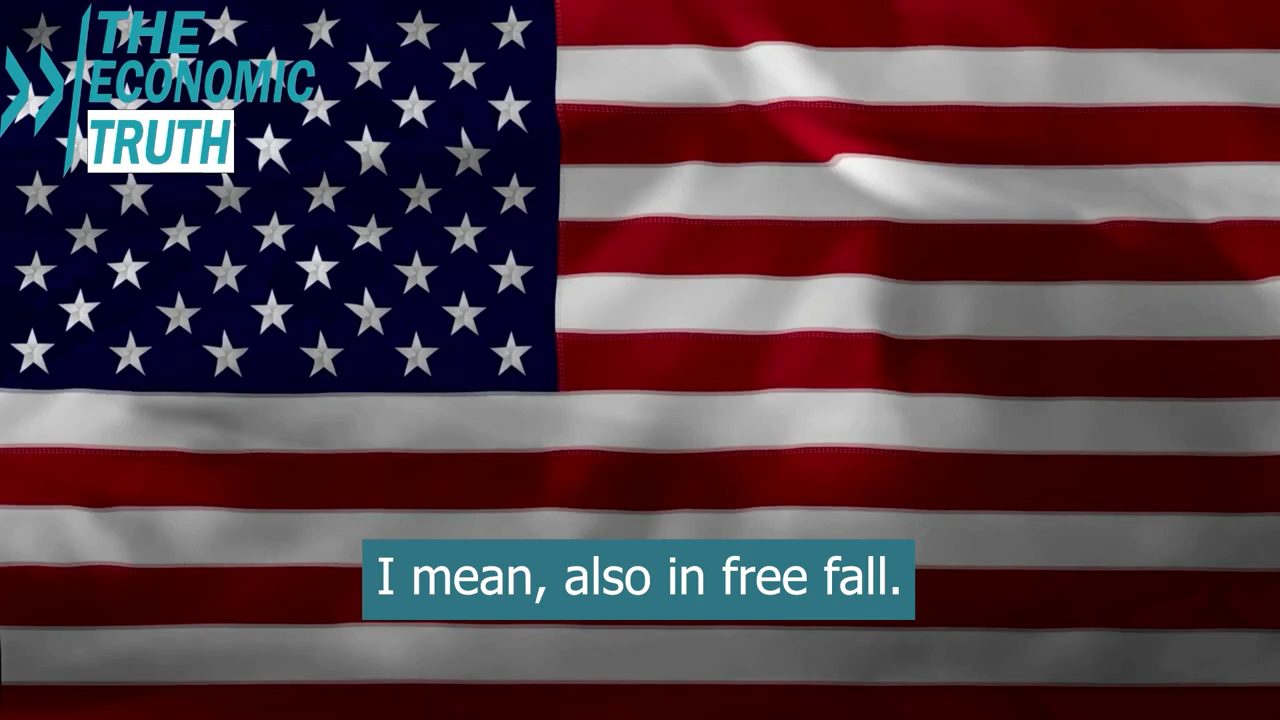 THE
ECONOMIC
TRUTH
I mean, also in free fall.